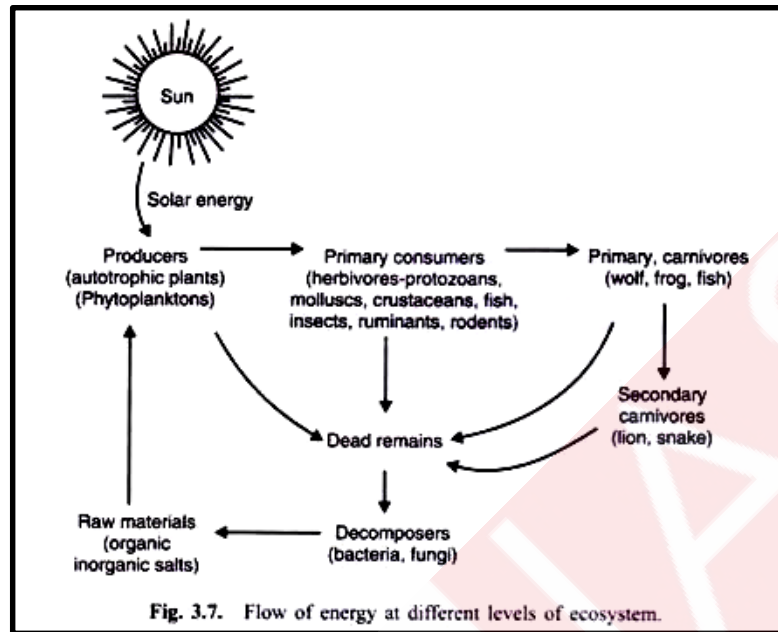 Sun
Solar energy
Producers
(autotrophic plants)
(Phytoplanktons)
Primary consumers
(herbivores-protozoans,
molluscs, crustaceans, fish,
insects, ruminants, rodents)
Primary, carnivores
(wolf, frog, fish)
Secondary
carnivores
(lion, snake)
Dead remains
Raw materials
(organic
inorganic salts)
Decomposers
(bacteria, fungi)
Fig. 3.7. Flow of energy at different levels of ecosystem.